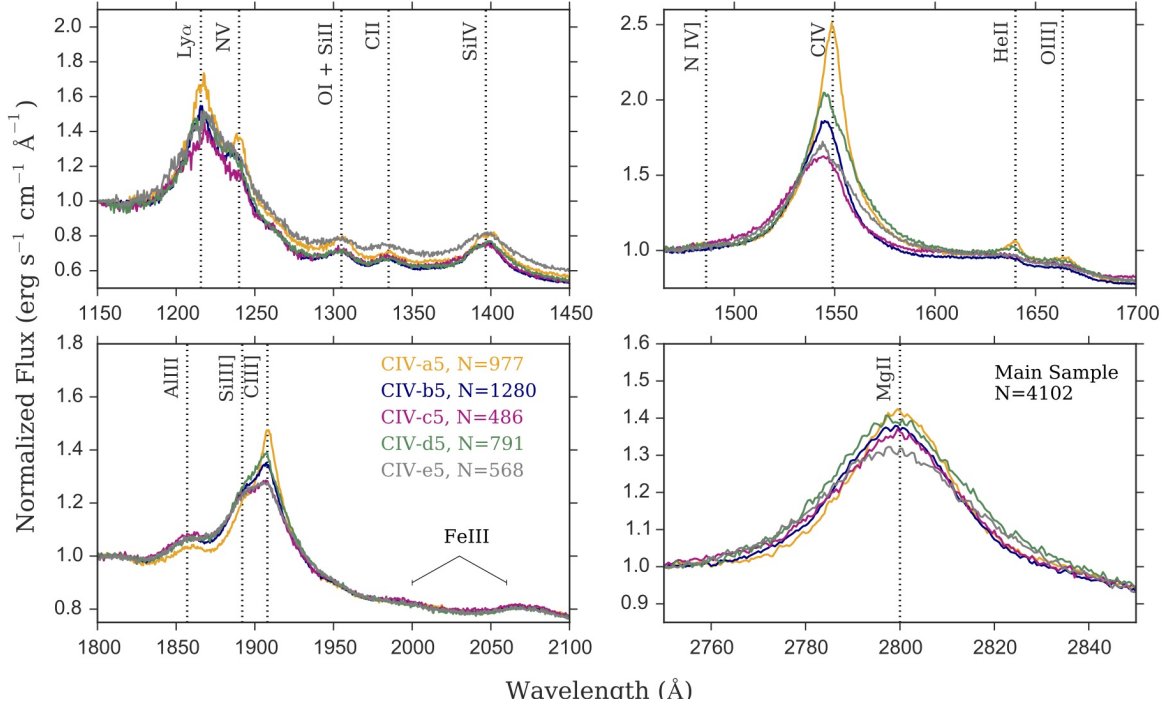 Normalized Flux (erg s⁻¹ cm⁻¹ Å⁻¹)
2.0
1.8
1.6
1.4
1.2
1.0
0.8
0.6
Lyα
NV
OI + SiII
CII
SiIV
1150 1200 1250 1300 1350 1400 1450
2.5
2.0
1.5
1.0
N IV]
CIV
HeII
OIII]
1500 1550 1600 1650 1700
1.8
1.6
1.4
1.2
1.0
0.8
AlIII
SiIII]
CIII]
CIV-a5, N=977
CIV-b5, N=1280
CIV-c5, N=486
CIV-d5, N=791
CIV-e5, N=568
FeIII
1800 1850 1900 1950 2000 2050 2100
1.6
1.5
1.4
1.3
1.2
1.1
1.0
0.9
MgII
Main Sample
N=4102
2760 2780 2800 2820 2840
Wavelength (Å)